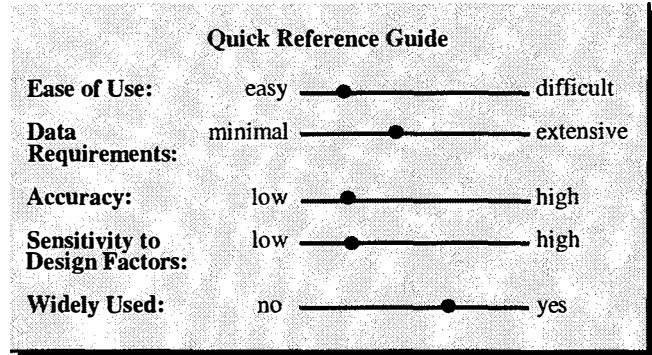 Quick Reference Guide
Ease of Use: easy difficult
Data Requirements: minimal extensive
Accuracy: low high
Sensitivity to Design Factors: low high
Widely Used: no yes